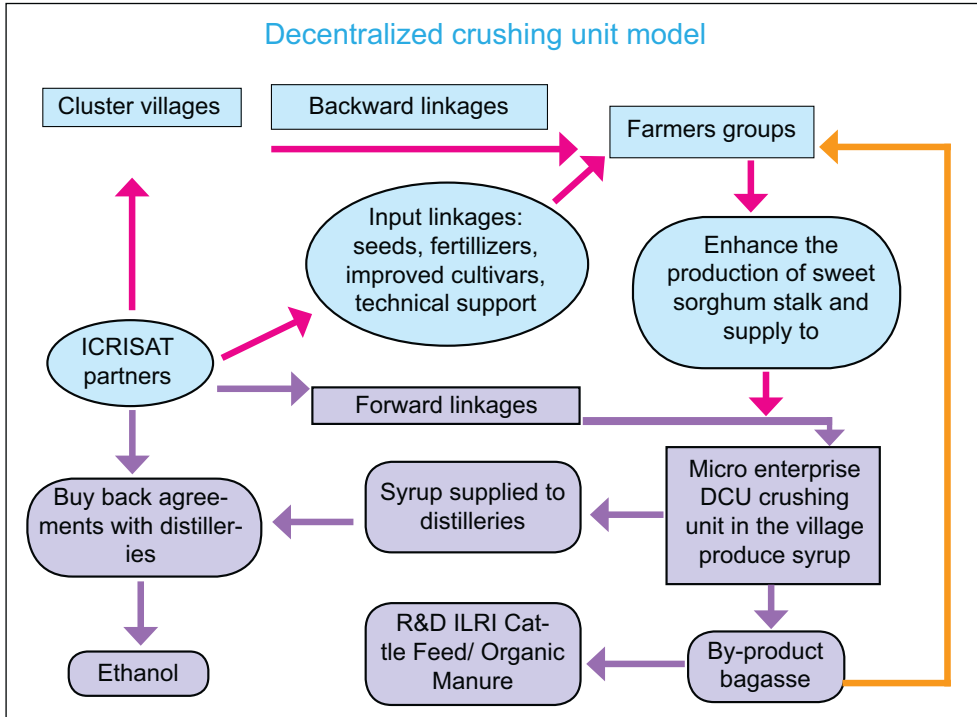 Decentralized crushing unit model
Cluster villages
Backward linkages
Farmers groups
Input linkages:
seeds, fertillizers,
improved cultivars,
technical support
Enhance the
production of sweet
sorghum stalk and
supply to
ICRISAT
partners
Forward linkages
Buy back agree-
ments with distiller-
ies
Syrup supplied to
distilleries
Micro enterprise
DCU crushing
unit in the village
produce syrup
Ethanol
R&D ILRI Cat-
tle Feed/ Organic
Manure
By-product
bagasse